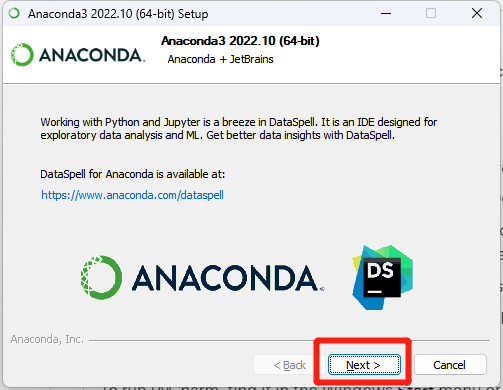 Anaconda3 2022.10 (64-bit) Setup
ANACONDA.
Anaconda3 2022.10 (64-bit)
Anaconda + JetBrains
Working with Python and Jupyter is a breeze in DataSpell. It is an IDE designed for
exploratory data analysis and ML. Get better data insights with DataSpell.
DataSpell for Anaconda is available at:
https://www.anaconda.com/dataspell
ANACONDA®
DS
Anaconda, Inc.
< Back
Next >
Cancel